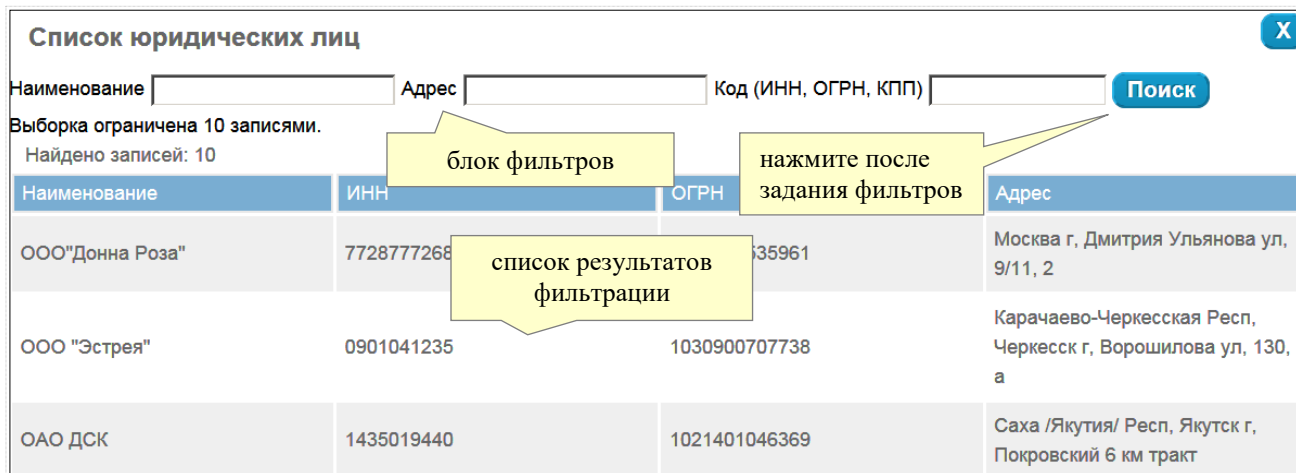 Список юридических лиц
X
Наименование Адрес Код (ИНН, ОГРН, КПП) Поиск
Выборка ограничена 10 записями.
Найдено записей: 10
блок фильтров
нажмите после
задания фильтров
Наименование ИНН ОГРН Адрес
ООО"Донна Роза" 7728777268 35961 Москва г, Дмитрия Ульянова ул,
9/11, 2
список результатов
фильтрации
ООО "Эстрея" 0901041235 1030900707738 Карачаево-Черкесская Респ,
Черкесск г, Ворошилова ул, 130,
а
ОАО ДСК 1435019440 1021401046369 Саха /Якутия/ Респ, Якутск г,
Покровский 6 км тракт